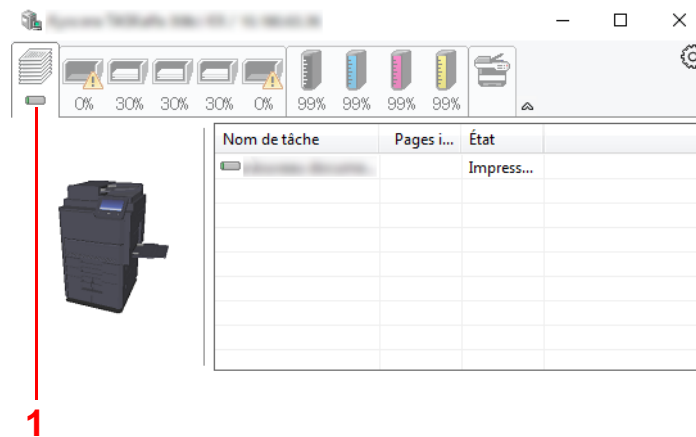 0% 30% 30% 30% 0% 99% 99% 99% 99%
Nom de tâche Pages i... État
Impress...
1